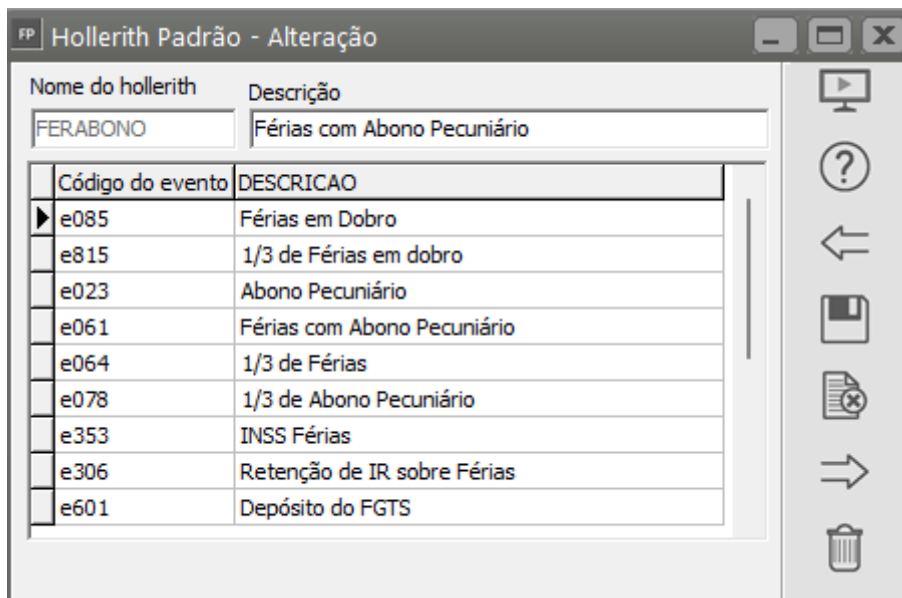 FP Hollerith Padrão - Alteração
Nome do hollerith Descrição
FERABONO Férias com Abono Pecuniário
Código do evento DESCRICAO
e085 Férias em Dobro
e815 1/3 de Férias em dobro
e023 Abono Pecuniário
e061 Férias com Abono Pecuniário
e064 1/3 de Férias
e078 1/3 de Abono Pecuniário
e353 INSS Férias
e306 Retenção de IR sobre Férias
e601 Depósito do FGTS